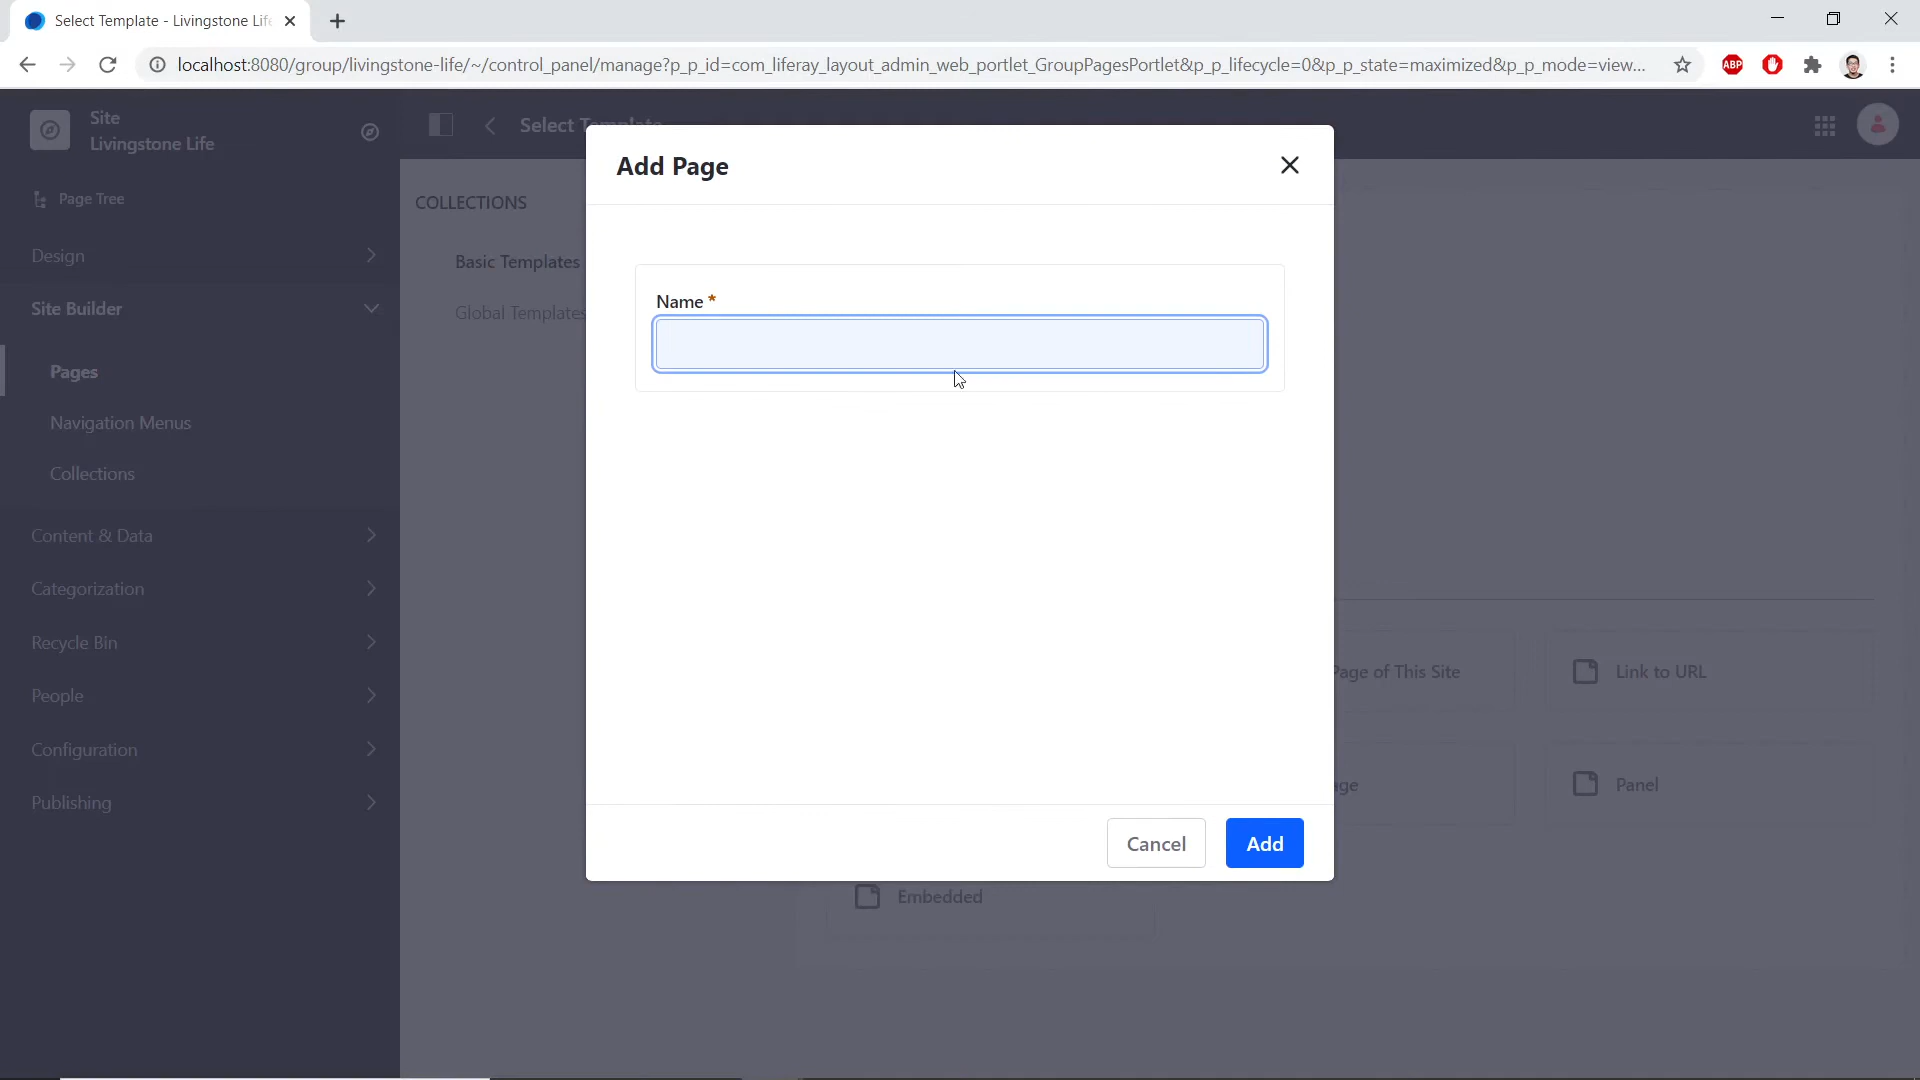 Select Template - Livingstone Life
localhost:8080/group/livingstone-life/~/control_panel/manage?p_p_id=com_liferay_layout_admin_web_portlet_GroupPagesPortlet&p_p_lifecycle=0&p_p_state=maximized&p_p_mode=view...
ABP
Site
Livingstone Life
Select Template
Page Tree
Design
Site Builder
Pages
Navigation Menus
Collections
Content & Data
Categorization
Recycle Bin
People
Configuration
Publishing
COLLECTIONS
Basic Templates
Global Templates
Add Page
Name *
Cancel
Add
Page of This Site
Link to URL
Panel
Embedded